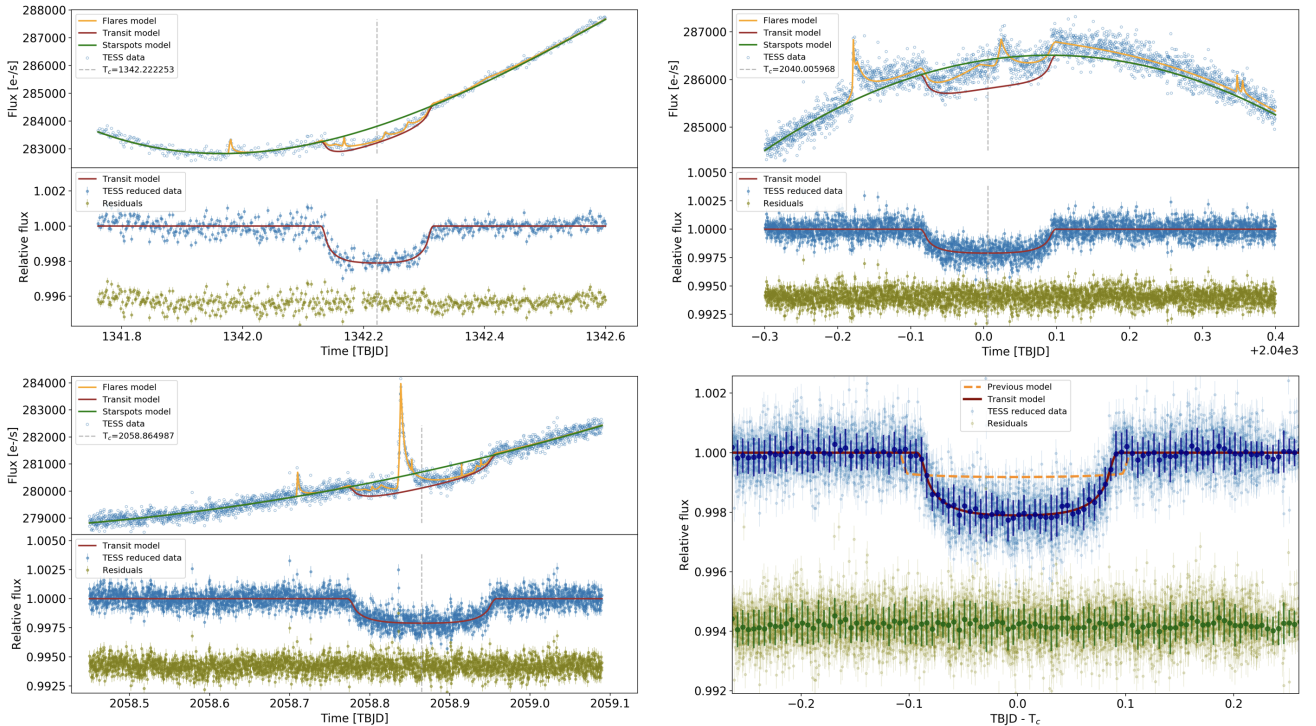 288000
287000
286000
285000
284000
283000
Flux [e-/s]
Flares model
Transit model
Starspots model
TESS data
T_c=1342.222253
1.002
1.000
0.998
0.996
Relative flux
Transit model
TESS reduced data
Residuals
1341.8 1342.0 1342.2 1342.4 1342.6
Time [TBJD]
287000
286000
285000
Flux [e-/s]
Flares model
Transit model
Starspots model
TESS data
T_c=2040.005968
1.0050
1.0025
1.0000
0.9975
0.9950
0.9925
Relative flux
Transit model
TESS reduced data
Residuals
−0.3 −0.2 −0.1 0.0 0.1 0.2 0.3 0.4
Time [TBJD]
+2.04e3
284000
283000
282000
281000
280000
279000
Flux [e-/s]
Flares model
Transit model
Starspots model
TESS data
T_c=2058.864987
1.0050
1.0025
1.0000
0.9975
0.9950
0.9925
Relative flux
Transit model
TESS reduced data
Residuals
2058.5 2058.6 2058.7 2058.8 2058.9 2059.0 2059.1
Time [TBJD]
1.002
1.000
0.998
0.996
0.994
0.992
Relative flux
Previous model
Transit model
TESS reduced data
Residuals
−0.2 −0.1 0.0 0.1 0.2
TBJD - T_c